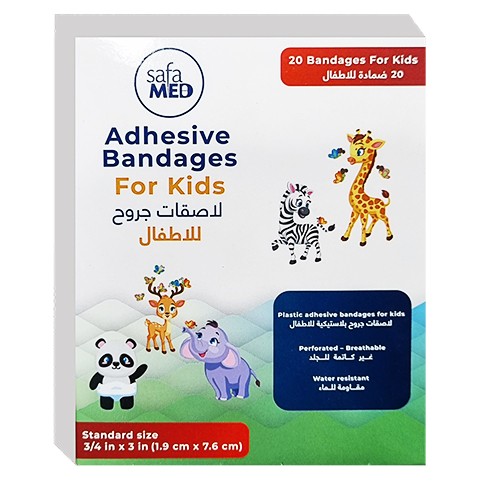 safa
MED
20 Bandages For Kids
20 ضمادة للاطفال
Adhesive
Bandages
For Kids
لاصقات جروح
للاطفال
Plastic adhesive bandages for kids
لاصقات جروح بلاستيكية للاطفال
Perforated – Breathable
غير كاتمة للجلد
Water resistant
مقاومة للماء
Standard size
3/4 in x 3 in (1.9 cm x 7.6 cm)